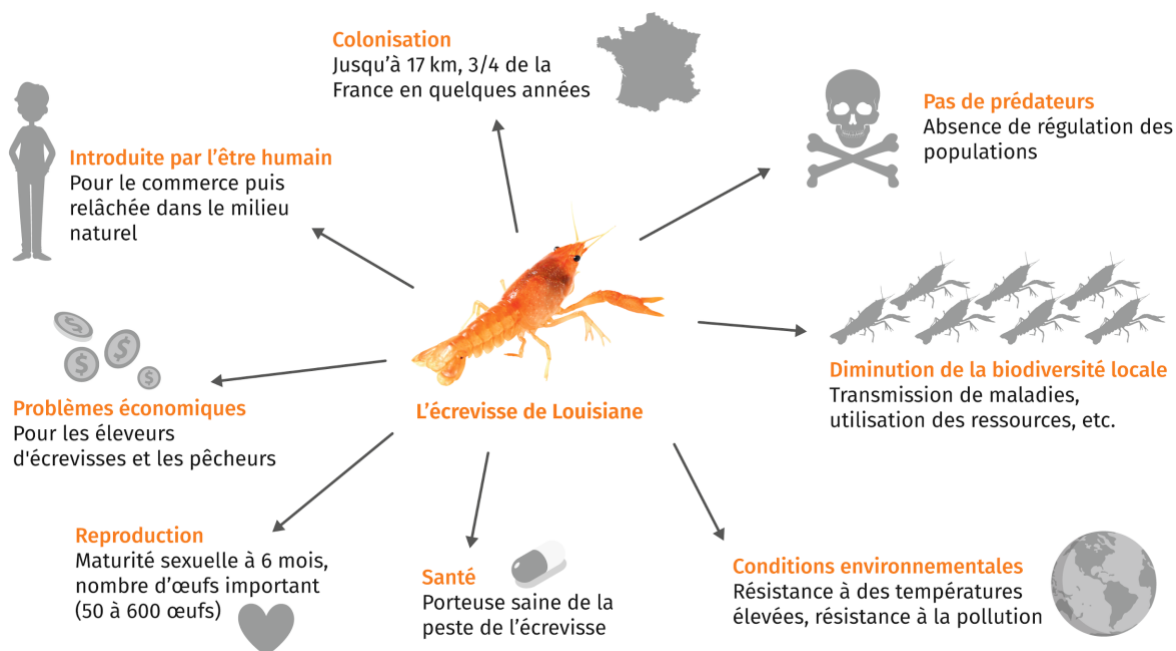 Colonisation
Jusqu'à 17 km, 3/4 de la
France en quelques années
Pas de prédateurs
Absence de régulation des
populations
Introduite par l'être humain
Pour le commerce puis
relâchée dans le milieu
naturel
Diminution de la biodiversité locale
Transmission de maladies,
utilisation des ressources, etc.
L'écrevisse de Louisiane
Problèmes économiques
Pour les éleveurs
d'écrevisses et les pêcheurs
Reproduction
Maturité sexuelle à 6 mois,
nombre d'œufs important
(50 à 600 œufs)
Santé
Porteuse saine de la
peste de l'écrevisse
Conditions environnementales
Résistance à des températures
élevées, résistance à la pollution